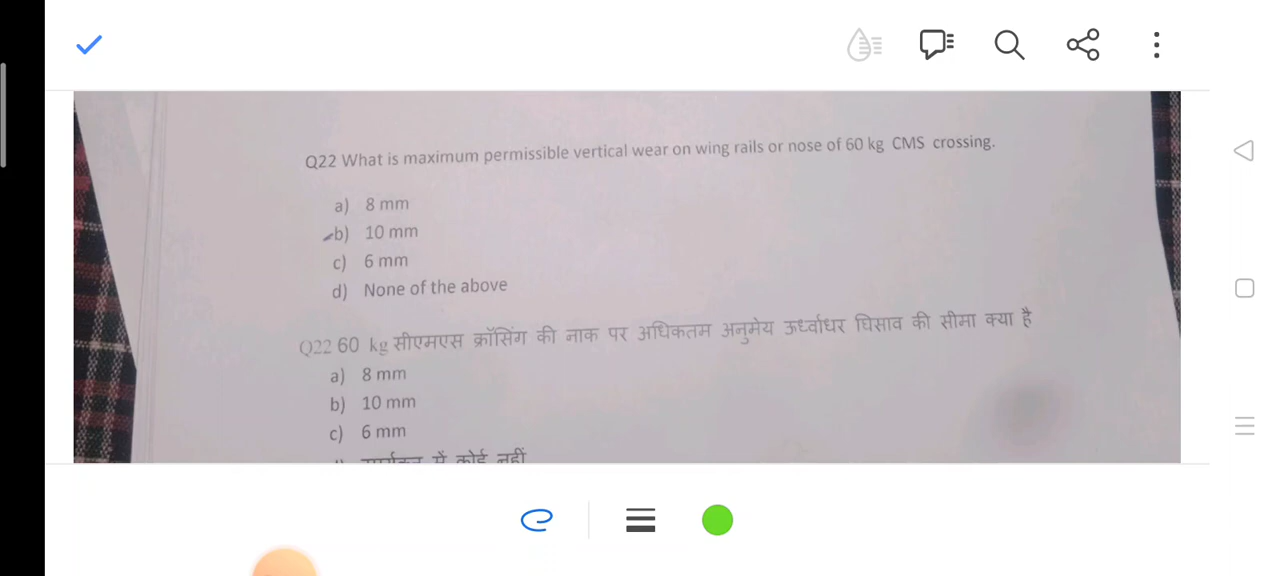 Q22 What is maximum permissible vertical wear on wing rails or nose of 60 kg CMS crossing.
a) 8 mm
b) 10 mm
c) 6 mm
d) None of the above
Q22 60 kg सीएमएस क्रॉसिंग की नाक पर अधिकतम अनुमेय ऊर्ध्वाधर घिसाव की सीमा क्या है
a) 8 mm
b) 10 mm
c) 6 mm
में कोई नहीं